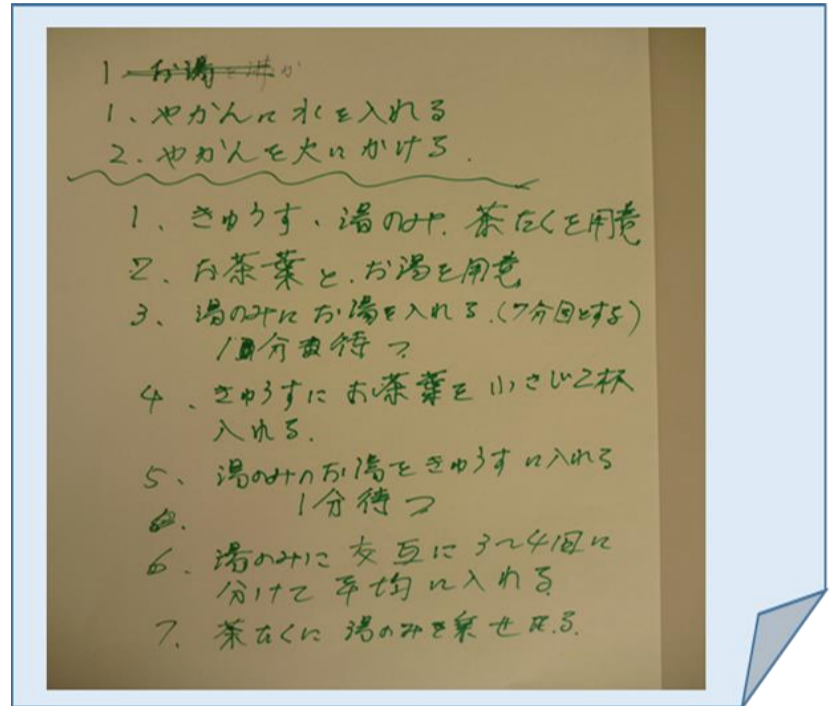 1 お湯を沸か
1、やかんに水を入れる
2.やかんを火にかける.
1、きゅうす、湯のみ、茶たくを用意
2、お茶葉と、お湯を用意
3、湯のみにお湯を入れる.(7分目とする)
1分待つ
4、きゅうすにお茶葉を小さじ2杯
入れる.
5、湯のみのお湯をきゅうすに入れる
1分待つ
6、湯のみに交互に3〜4回に
分けて平均に入れる
7、茶たくに湯のみを乗せ